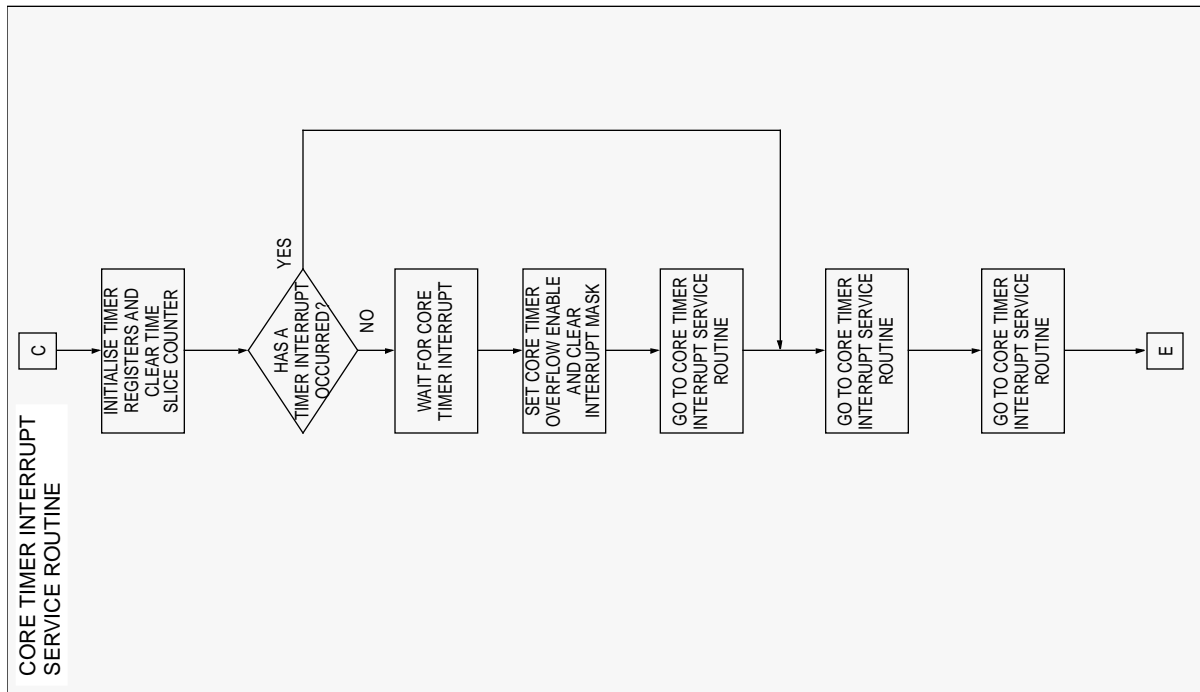 CORE TIMER INTERRUPT
SERVICE ROUTINE
C
INITIALISE TIMER
REGISTERS AND
CLEAR TIME
SLICE COUNTER
HAS A
TIMER INTERRUPT
OCCURRED?
YES
NO
WAIT FOR CORE
TIMER INTERRUPT
SET CORE TIMER
OVERFLOW ENABLE
AND CLEAR
INTERRUPT MASK
GO TO CORE TIMER
INTERRUPT SERVICE
ROUTINE
GO TO CORE TIMER
INTERRUPT SERVICE
ROUTINE
GO TO CORE TIMER
INTERRUPT SERVICE
ROUTINE
E